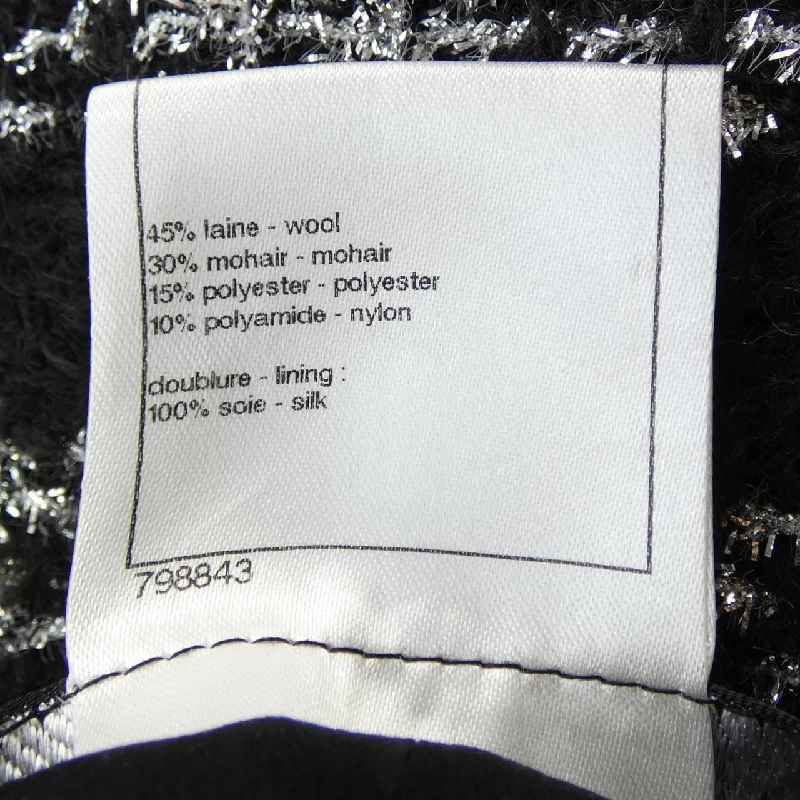 45% laine - wool
30% mohair - mohair
15% polyester - polyester
10% polyamide - nylon
doublure - lining :
100% soie - silk
798843